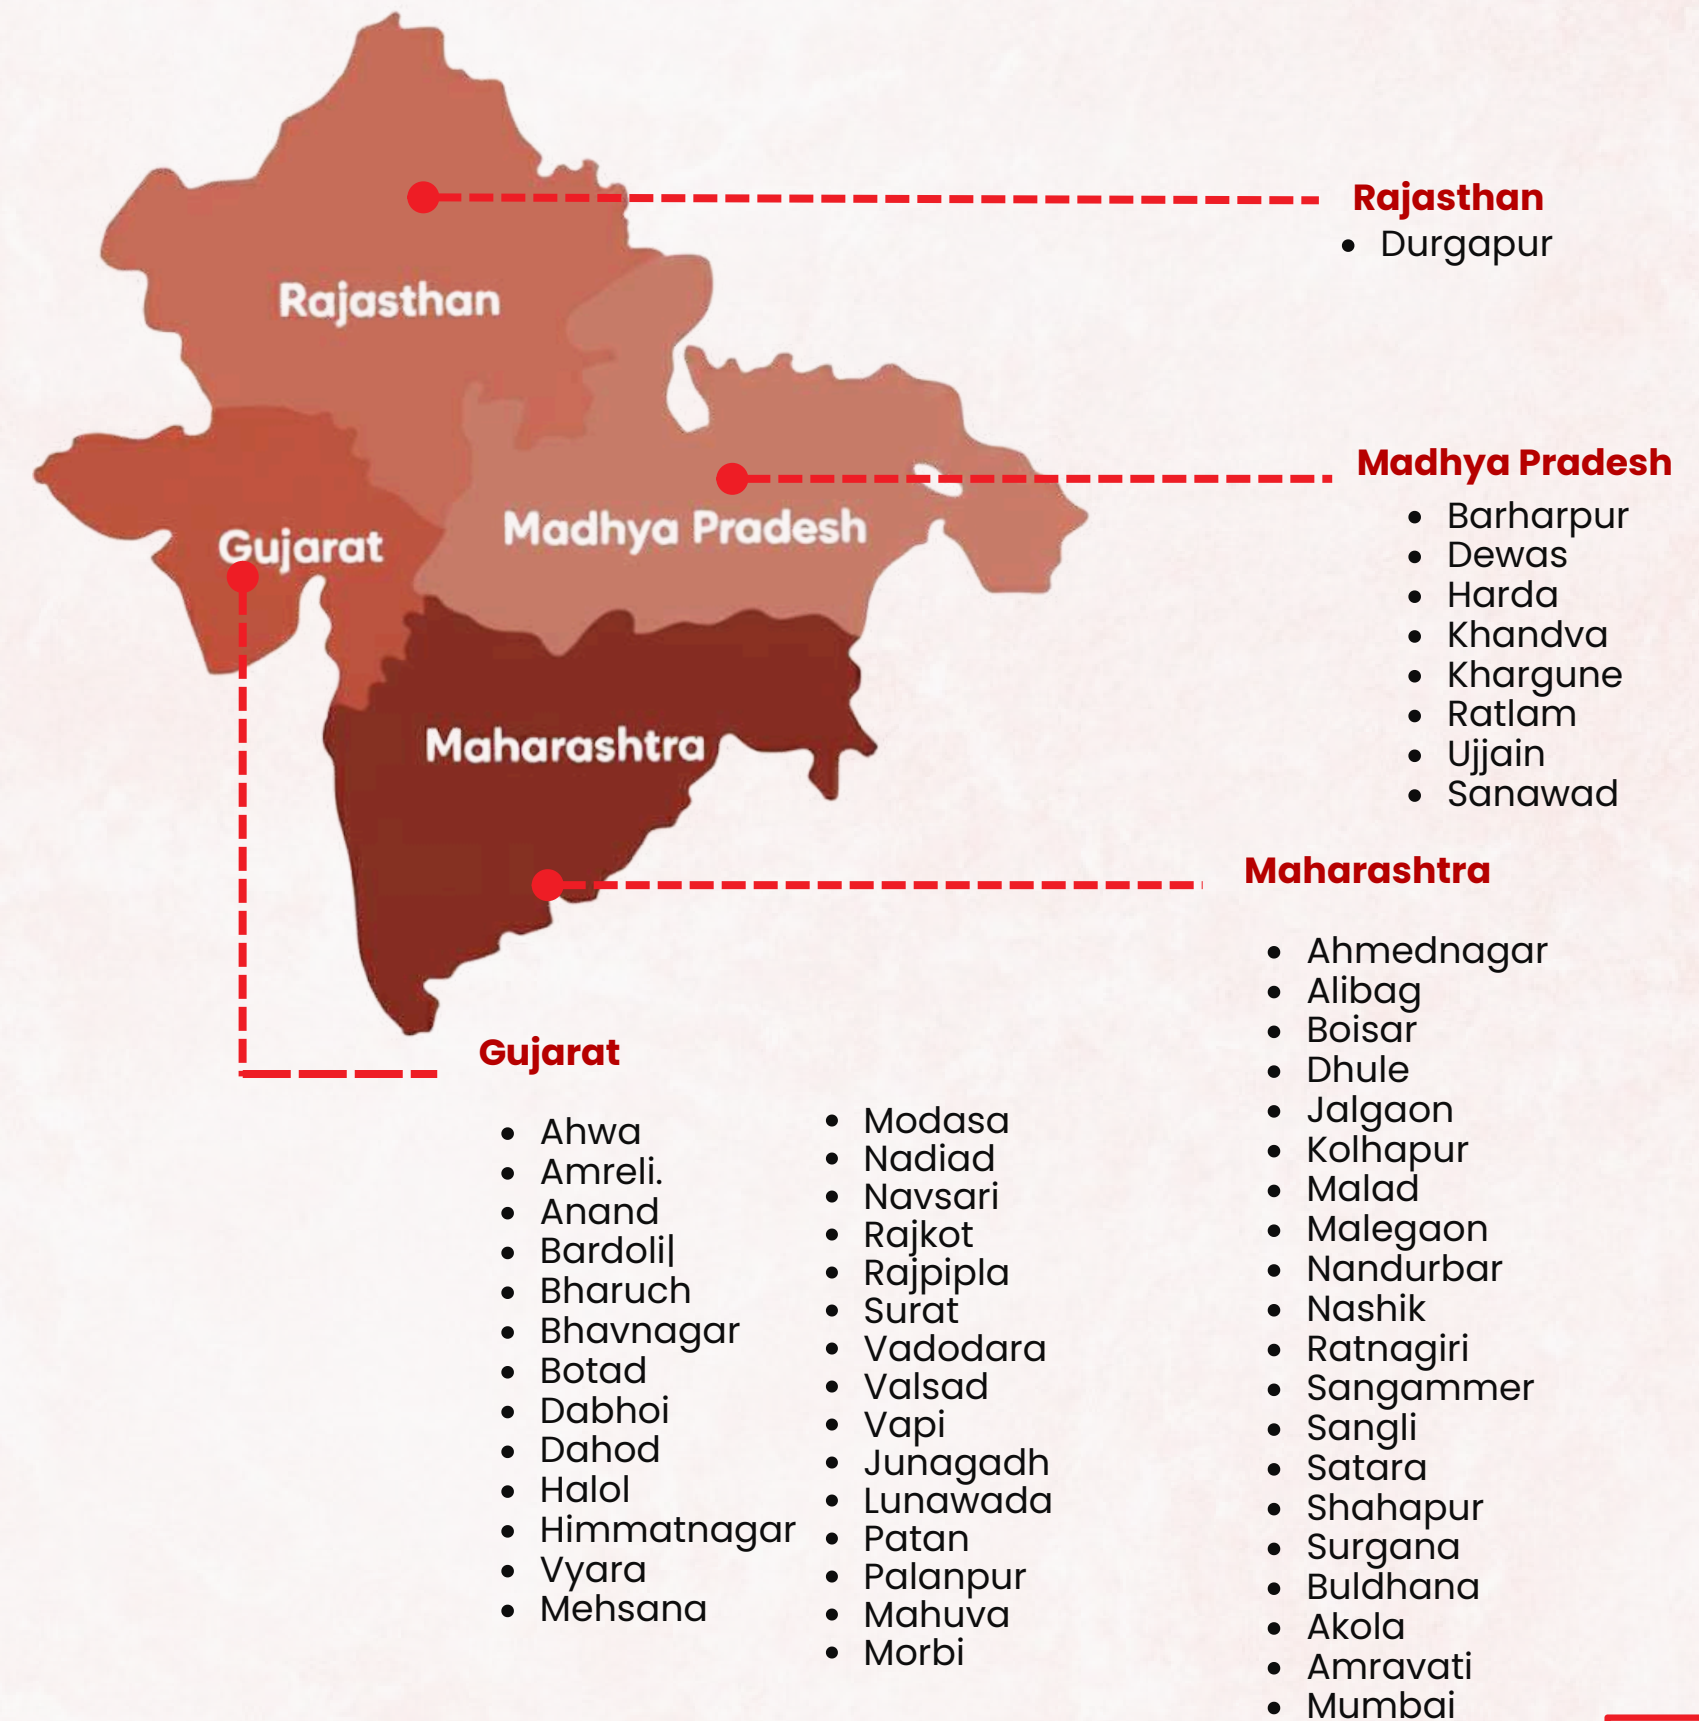 Rajasthan
• Durgapur
Rajasthan
Madhya Pradesh
• Barharpur
• Dewas
• Harda
• Khandva
• Khargune
• Ratlam
• Ujjain
• Sanawad
Madhya Pradesh
Gujarat
Maharashtra
Maharashtra
• Ahmednagar
• Alibag
• Boisar
• Dhule
• Jalgaon
• Kolhapur
• Malad
• Malegaon
• Nandurbar
• Nashik
• Ratnagiri
• Sangammer
• Sangli
• Satara
• Shahapur
• Surgana
• Buldhana
• Akola
• Amravati
• Mumbai
Gujarat
• Ahwa
• Amreli.
• Anand
• Bardoli|
• Bharuch
• Bhavnagar
• Botad
• Dabhoi
• Dahod
• Halol
• Himmatnagar
• Vyara
• Mehsana
• Modasa
• Nadiad
• Navsari
• Rajkot
• Rajpipla
• Surat
• Vadodara
• Valsad
• Vapi
• Junagadh
• Lunawada
• Patan
• Palanpur
• Mahuva
• Morbi